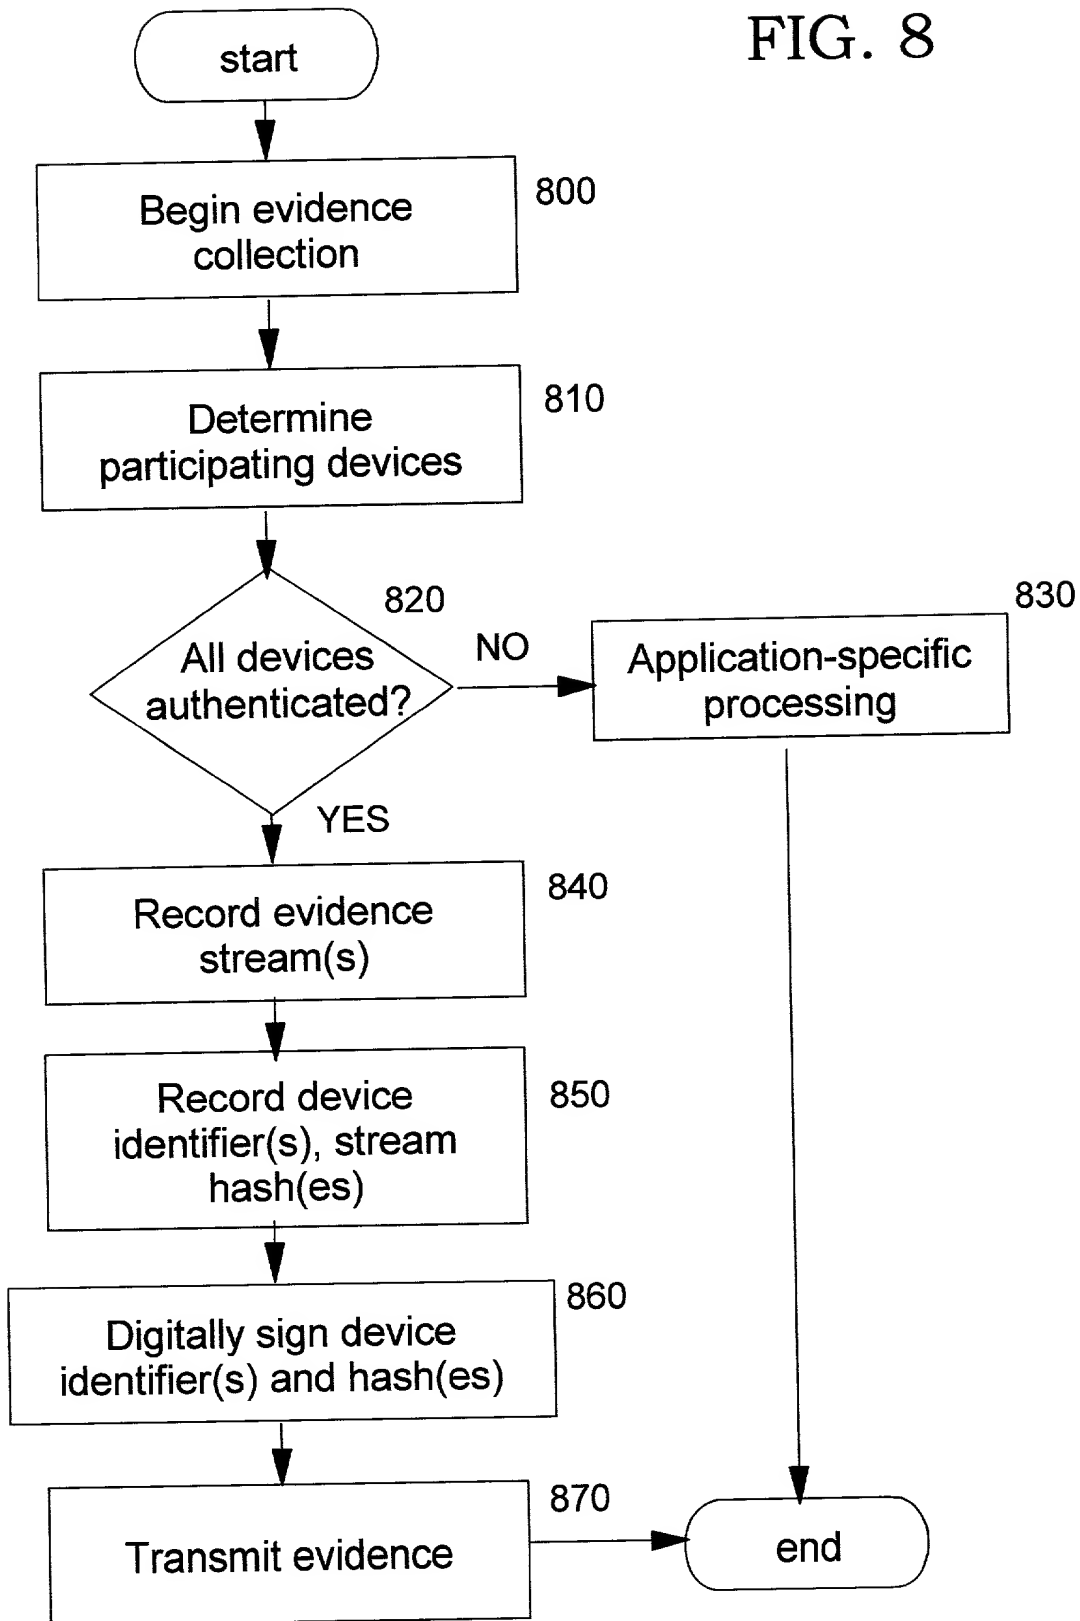 FIG. 8
start
800
Begin evidence
collection
810
Determine
participating devices
820
All devices
authenticated?
NO
830
Application-specific
processing
YES
840
Record evidence
stream(s)
850
Record device
identifier(s), stream
hash(es)
860
Digitally sign device
identifier(s) and hash(es)
870
Transmit evidence
end